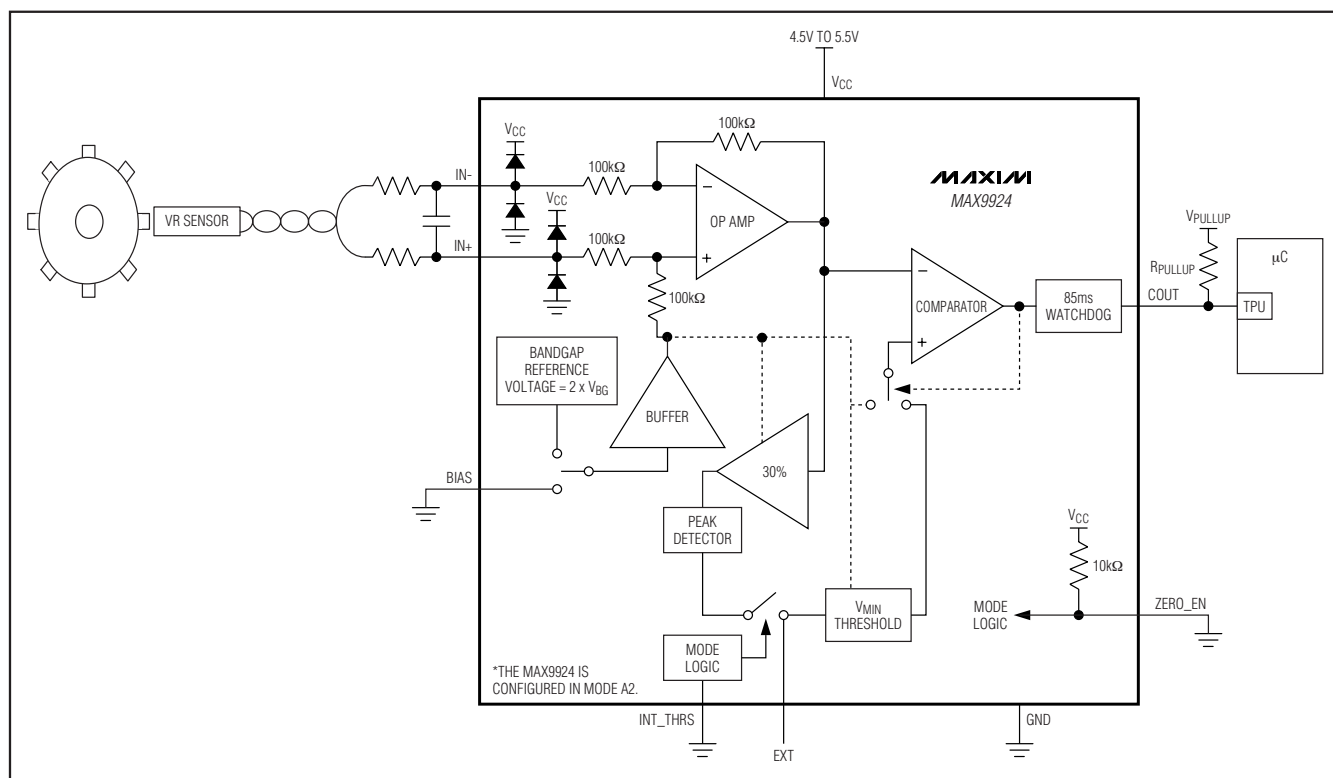 4.5V TO 5.5V
VCC
100kΩ
VCC
100kΩ
MAXIM
MAX9924
IN-
OP AMP
VPULLUP
VR SENSOR
VCC
100kΩ
μC
IN+
RPULLUP
100kΩ
COMPARATOR
85ms
WATCHDOG
COUT
TPU
BANDGAP
REFERENCE
VOLTAGE = 2 x VBG
BUFFER
30%
BIAS
PEAK
DETECTOR
VCC
10kΩ
VMIN
THRESHOLD
MODE
LOGIC
ZERO_EN
MODE
LOGIC
*THE MAX9924 IS
CONFIGURED IN MODE A2.
INT_THRS
EXT
GND